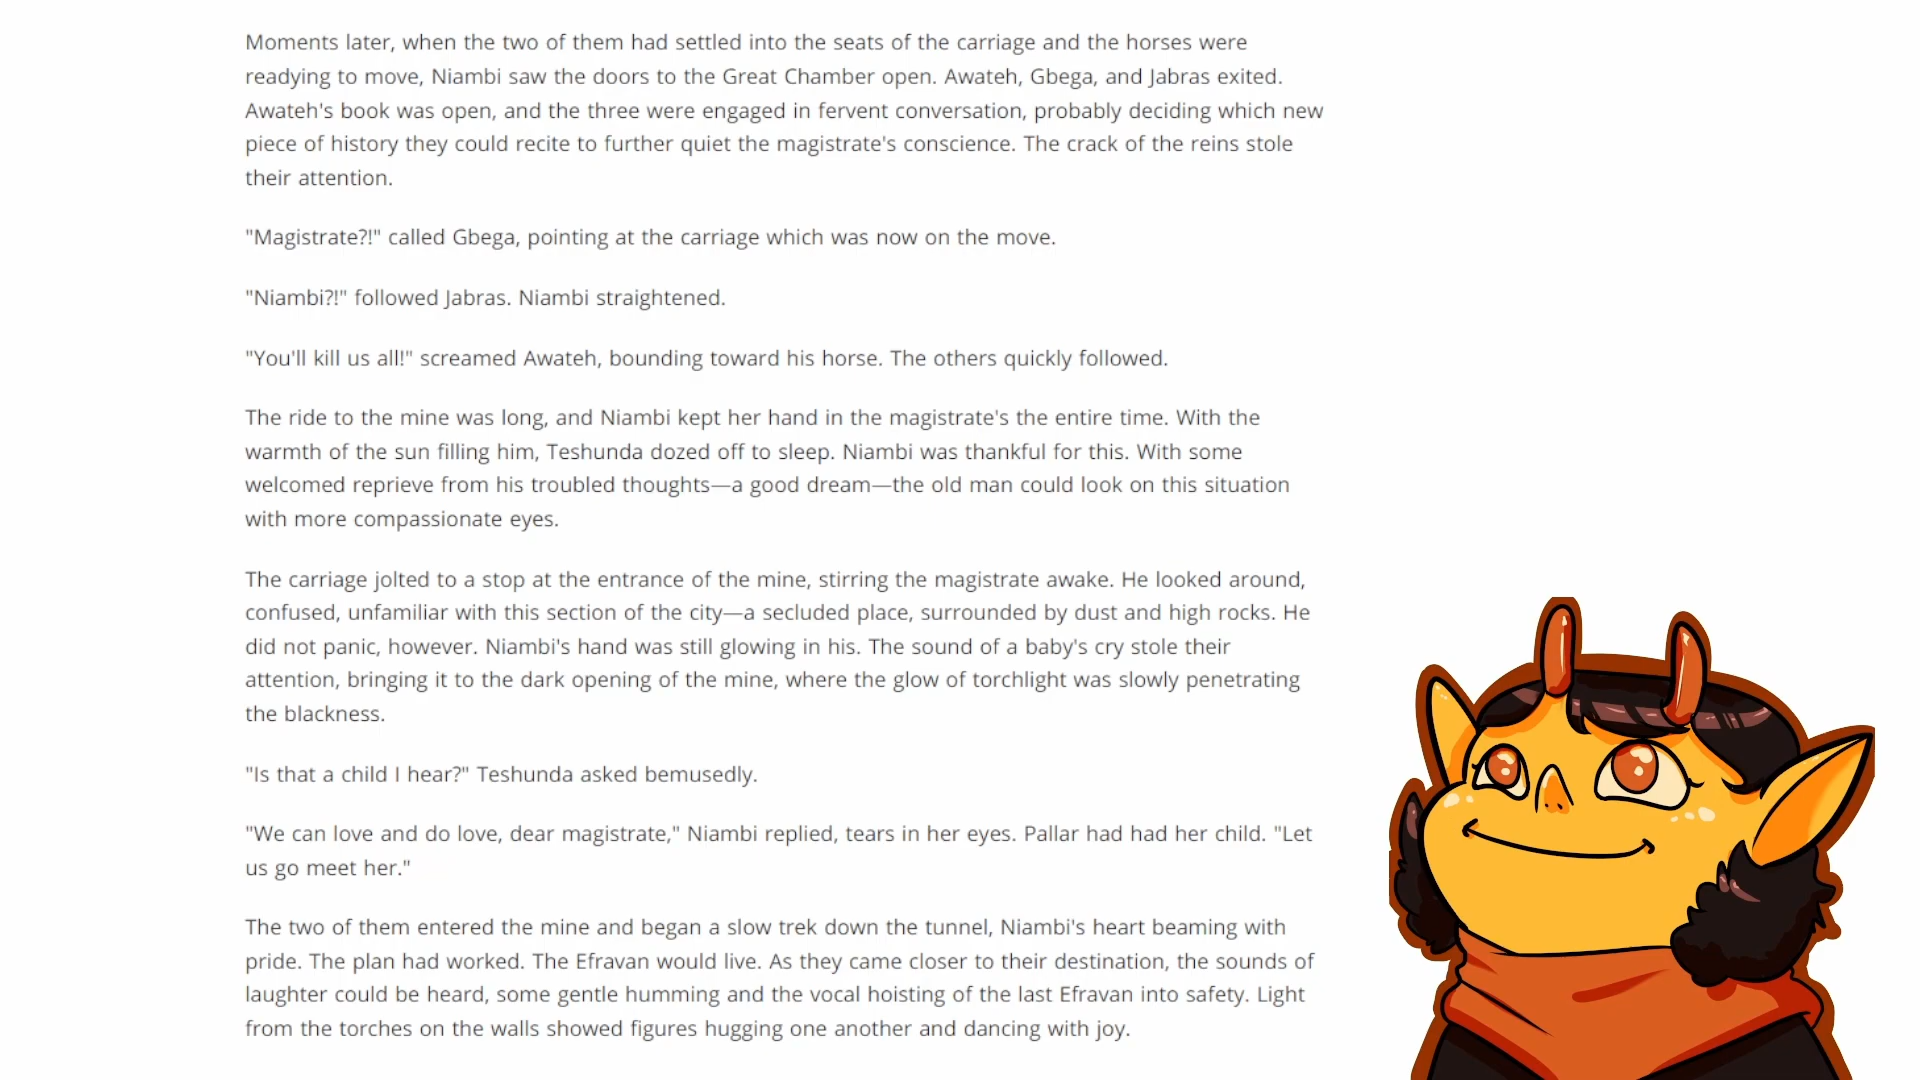 Moments later, when the two of them had settled into the seats of the carriage and the horses were
readying to move, Niambi saw the doors to the Great Chamber open. Awateh, Gbega, and Jabras exited.
Awateh's book was open, and the three were engaged in fervent conversation, probably deciding which new
piece of history they could recite to further quiet the magistrate's conscience. The crack of the reins stole
their attention.
"Magistrate?!" called Gbega, pointing at the carriage which was now on the move.
"Niambi?!" followed Jabras. Niambi straightened.
"You'll kill us all!" screamed Awateh, bounding toward his horse. The others quickly followed.
The ride to the mine was long, and Niambi kept her hand in the magistrate's the entire time. With the
warmth of the sun filling him, Teshunda dozed off to sleep. Niambi was thankful for this. With some
welcomed reprieve from his troubled thoughts—a good dream—the old man could look on this situation
with more compassionate eyes.
The carriage jolted to a stop at the entrance of the mine, stirring the magistrate awake. He looked around,
confused, unfamiliar with this section of the city—a secluded place, surrounded by dust and high rocks. He
did not panic, however. Niambi's hand was still glowing in his. The sound of a baby's cry stole their
attention, bringing it to the dark opening of the mine, where the glow of torchlight was slowly penetrating
the blackness.
"Is that a child I hear?" Teshunda asked bemusedly.
"We can love and do love, dear magistrate," Niambi replied, tears in her eyes. Pallar had had her child. "Let
us go meet her."
The two of them entered the mine and began a slow trek down the tunnel, Niambi's heart beaming with
pride. The plan had worked. The Efravan would live. As they came closer to their destination, the sounds of
laughter could be heard, some gentle humming and the vocal hoisting of the last Efravan into safety. Light
from the torches on the walls showed figures hugging one another and dancing with joy.